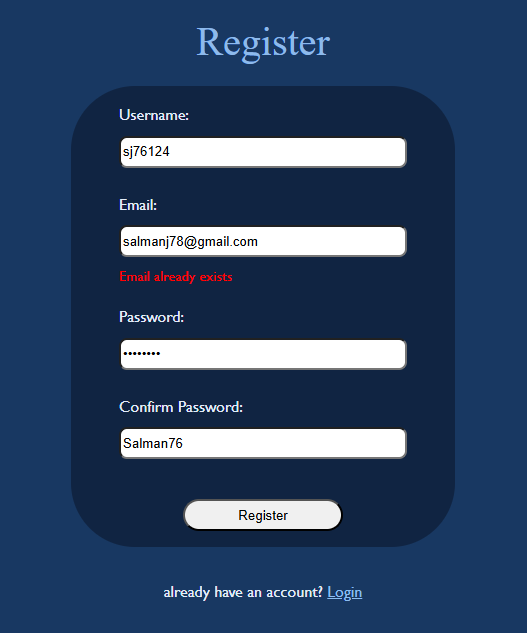 Register
Username:
sj76124
Email:
salmanj78@gmail.com
Email already exists
Password:
••••••••
Confirm Password:
Salman76
Register
already have an account? Login